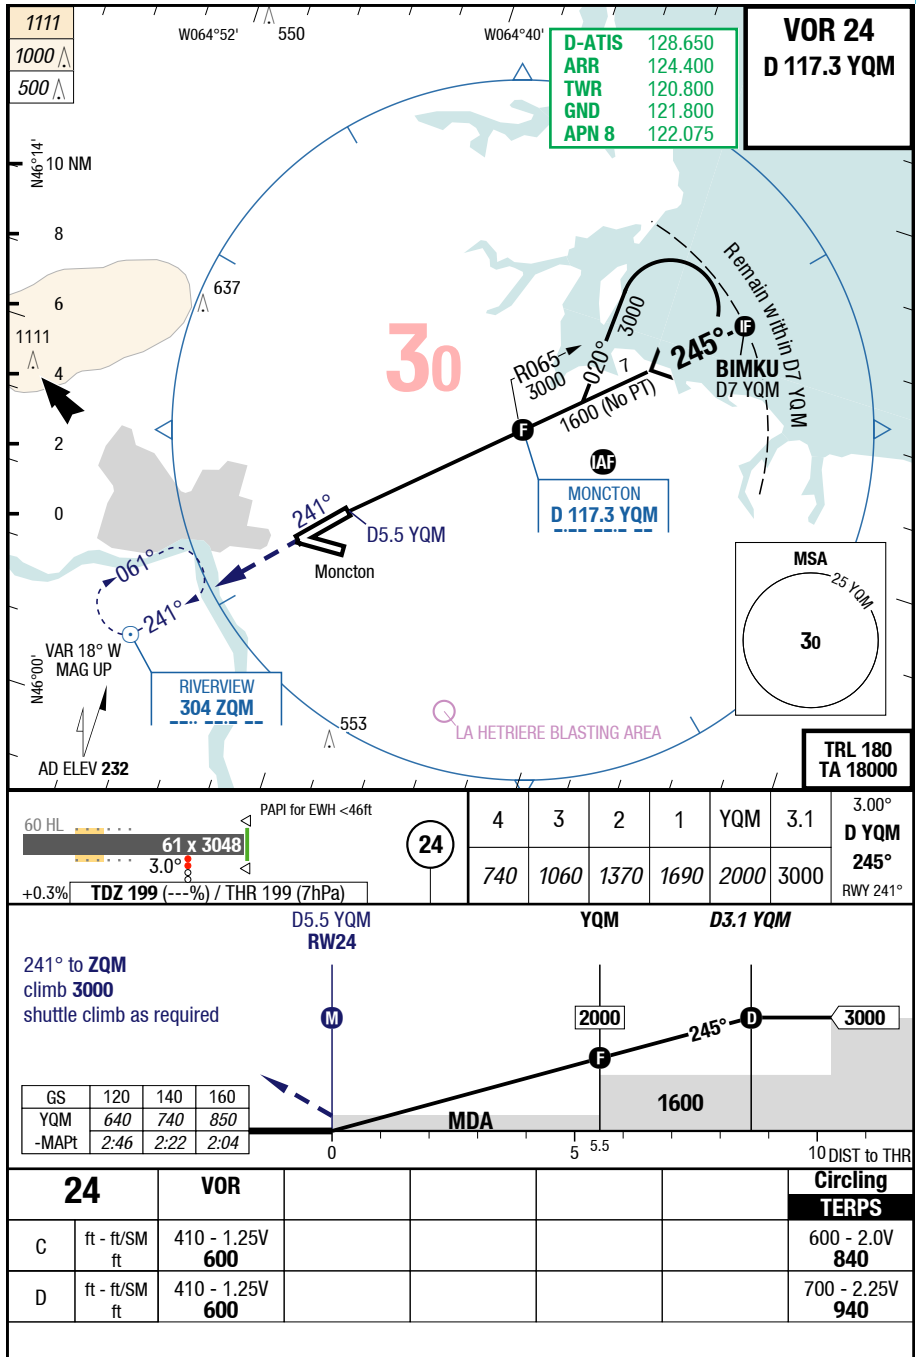 1111
1000
500
W064°52'
550
W064°40'
D-ATIS 128.650
ARR 124.400
TWR 120.800
GND 121.800
APN 8 122.075
VOR 24
D 117.3 YQM
N46°14'
10 NM
8
6
4
2
0
637
1111
30
R065
3000
020°
3000
7
1600 (No PT)
245°
IF
BIMKU
D7 YQM
Remain within D7 YQM
F
IAF
MONCTON
D 117.3 YQM
241°
D5.5 YQM
Moncton
061°
241°
VAR 18° W
MAG UP
N46°00'
RIVERVIEW
304 ZQM
AD ELEV 232
553
LA HETRIERE BLASTING AREA
MSA
25 YQM
30
TRL 180
TA 18000
60 HL
PAPI for EWH <46ft
61 x 3048
3.0°
+0.3%
TDZ 199 (---%) / THR 199 (7hPa)
24
4 3 2 1 YQM 3.1
740 1060 1370 1690 2000 3000
3.00°
D YQM
245°
RWY 241°
D5.5 YQM
RW24
YQM
D3.1 YQM
241° to ZQM
climb 3000
shuttle climb as required
M
2000
F
245°
D
3000
MDA
1600
GS 120 140 160
YQM 640 740 850
-MAPt 2:46 2:22 2:04
0 5 5.5 10 DIST to THR
24 VOR Circling
TERPS
C ft - ft/SM 410 - 1.25V 600 - 2.0V
ft 600 840
D ft - ft/SM 410 - 1.25V 700 - 2.25V
ft 600 940